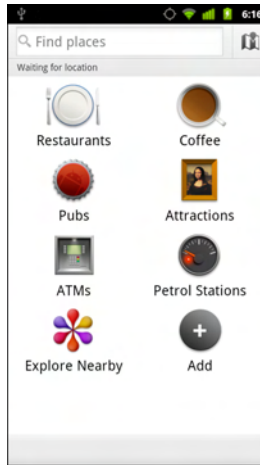 6:16
Find places
Waiting for location
Restaurants
Coffee
Pubs
Attractions
ATMs
Petrol Stations
Explore Nearby
Add